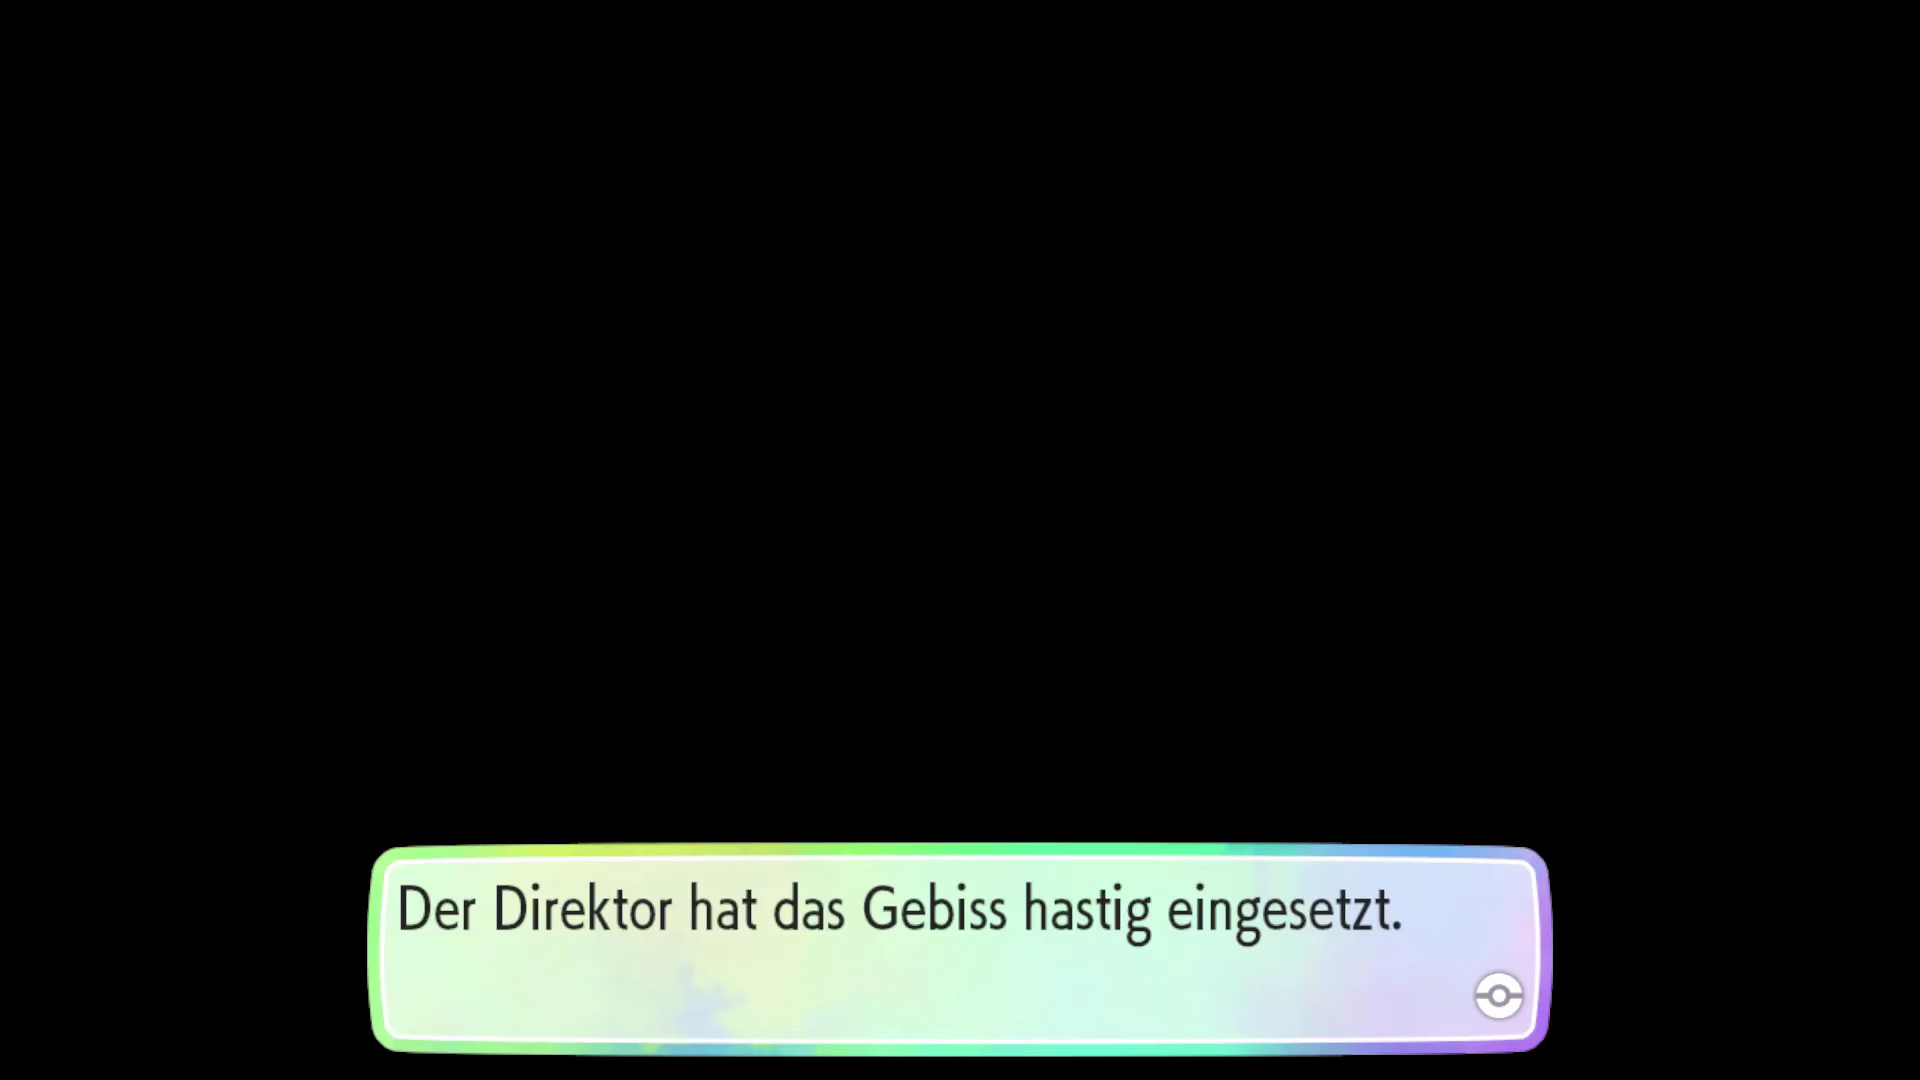 Der Direktor hat das Gebiss hastig eingesetzt.